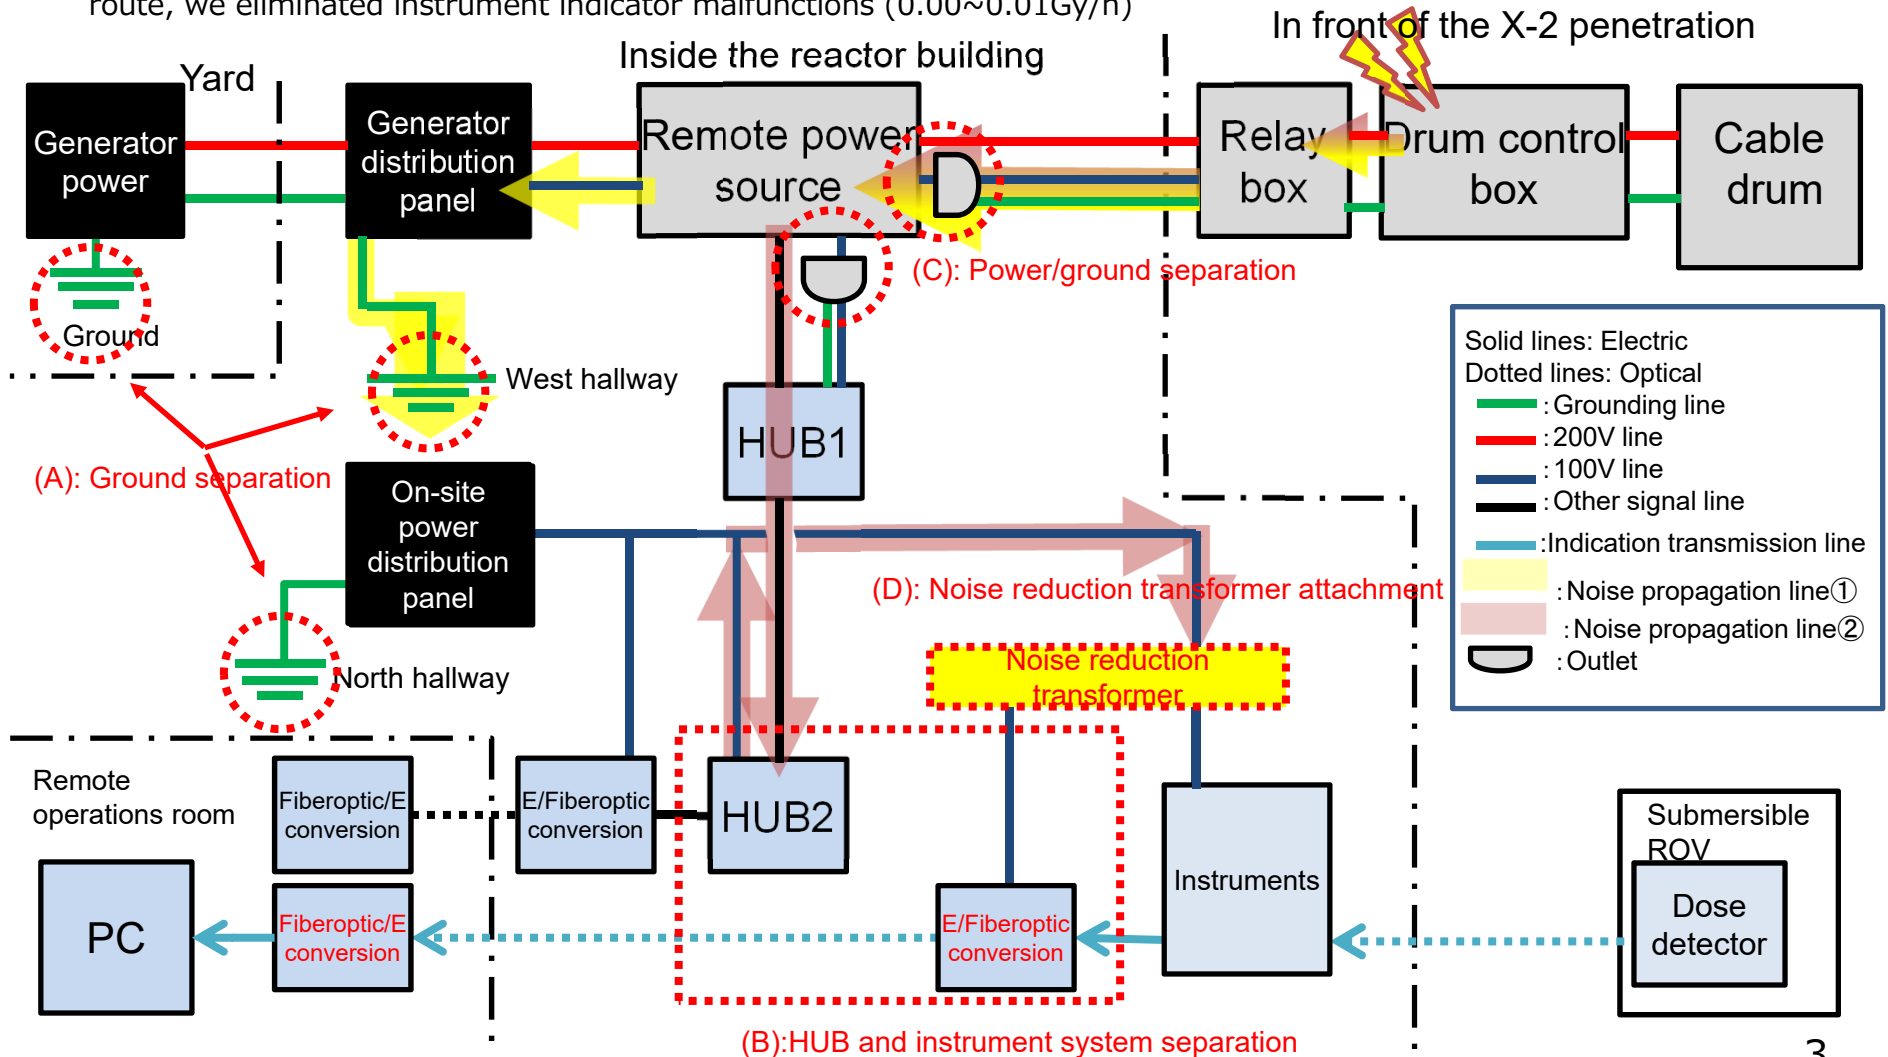 route, we eliminated instrument indicator malfunctions (0.00~0.01Gy/h)
In front of the X-2 penetration
Inside the reactor building
Yard
Generator
power
Generator
distribution
panel
Remote power
source
Relay
box
Drum control
box
Cable
drum
(C): Power/ground separation
Ground
West hallway
(A): Ground separation
HUB1
Solid lines: Electric
Dotted lines: Optical
:Grounding line
:200V line
:100V line
:Other signal line
:Indication transmission line
:Noise propagation line①
:Noise propagation line②
:Outlet
On-site
power
distribution
panel
(D): Noise reduction transformer attachment
North hallway
Noise reduction
transformer
Remote
operations room
Fiberoptic/E
conversion
E/Fiberoptic
conversion
HUB2
Instruments
Submersible
ROV
Dose
detector
PC
Fiberoptic/E
conversion
E/Fiberoptic
conversion
(B):HUB and instrument system separation
3